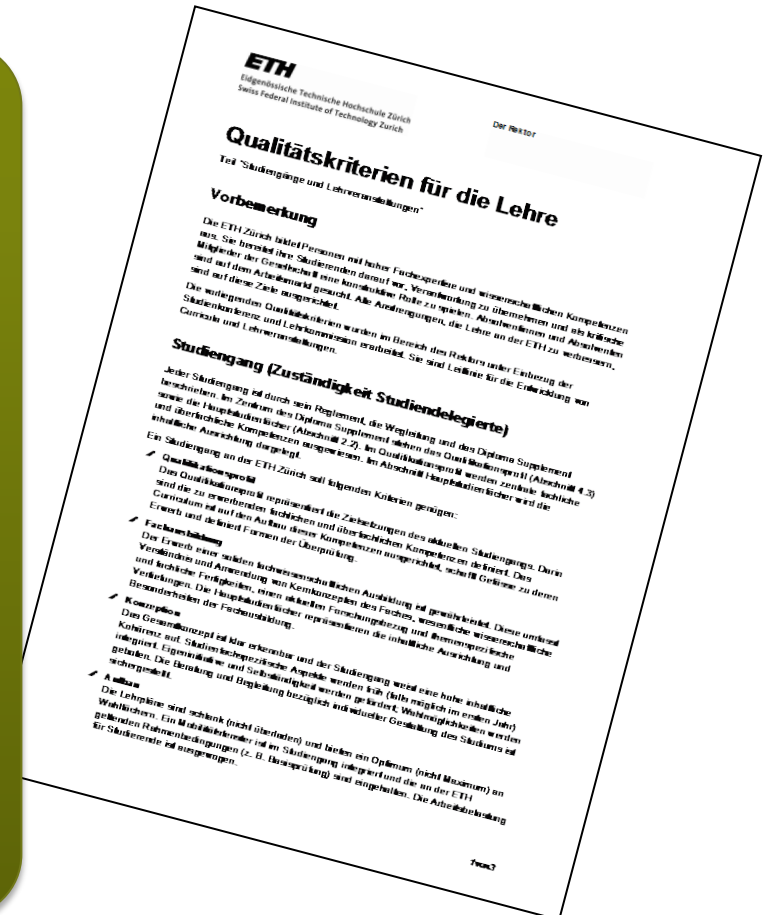 ETH
Eidgenössische Technische Hochschule Zürich
Swiss Federal Institute of Technology Zurich
Der Rektor
Qualitätskriterien für die Lehre
Teil "Studiengänge und Lehrveranstaltungen"
Vorbemerkung
Die ETH Zürich bildet Personen mit hoher Fachexpertise und wissenschaftlichen Kompetenzen
aus. Sie bereitet ihre Studierenden darauf vor, Verantwortung zu übernehmen und als kritische
Mitglieder der Gesellschaft eine konstruktive Rolle zu spielen. Absolventinnen und Absolventen
sind auf dem Arbeitsmarkt gesucht. Alle Anstrengungen, die Lehre an der ETH zu verbessern,
sind auf diese Ziele ausgerichtet.
Die vorliegenden Qualitätskriterien wurden im Bereich des Rektors unter Einbezug der
Studienkonferenz und Lehrkommission erarbeitet. Sie sind Leitlinie für die Entwicklung von
Curricula und Lehrveranstaltungen.
Studiengang (Zuständigkeit Studiendelegierte)
Jeder Studiengang ist durch sein Reglement, die Wegleitung und das Diploma Supplement
beschrieben. Im Zentrum des Diploma Supplement stehen das Qualifikationsprofil (Abschnitt 4.3)
sowie die Hauptstudienfächer (Abschnitt 2.2). Im Qualifikationsprofil werden zentrale fachliche
und überfachliche Kompetenzen ausgewiesen. Im Abschnitt Hauptstudienfächer wird die
inhaltliche Ausrichtung dargelegt.
Ein Studiengang an der ETH Zürich soll folgenden Kriterien genügen:
Qualifikationsprofil
Das Qualifikationsprofil repräsentiert die Zielsetzungen des aktuellen Studiengangs. Darin
sind die zu erwerbenden fachlichen und überfachlichen Kompetenzen definiert. Das
Curriculum ist auf den Aufbau dieser Kompetenzen ausgerichtet, schafft Gefässe zu deren
Erwerb und definiert Formen der Überprüfung.
Fachausbildung
Der Erwerb einer soliden fachwissenschaftlichen Ausbildung ist gewährleistet. Diese umfasst
Verständnis und Anwendung von Kernkonzepten des Faches, wesentliche wissenschaftliche
und fachliche Fertigkeiten, einen aktuellen Forschungsbezug und themenspezifische
Vertiefungen. Die Hauptstudienfächer repräsentieren die inhaltliche Ausrichtung und
Besonderheiten der Fachausbildung.
Konzeption
Das Gesamtkonzept ist klar erkennbar und der Studiengang weist eine hohe inhaltliche
Kohärenz auf. Studienfachspezifische Aspekte werden früh (falls möglich im ersten Jahr)
integriert. Eigeninitiative und Selbständigkeit werden gefördert, Wahlmöglichkeiten werden
geboten. Die Beratung und Begleitung bezüglich individueller Gestaltung des Studiums ist
sichergestellt.
Aufbau
Die Lehrpläne sind schlank (nicht überladen) und bieten ein Optimum (nicht Maximum) an
Wahlfächern. Ein Mobilitätsfenster ist im Studiengang integriert und die an der ETH
geltenden Rahmenbedingungen (z. B. Basisprüfung) sind eingehalten. Die Arbeitsbelastung
für Studierende ist ausgewogen.
1 von 3